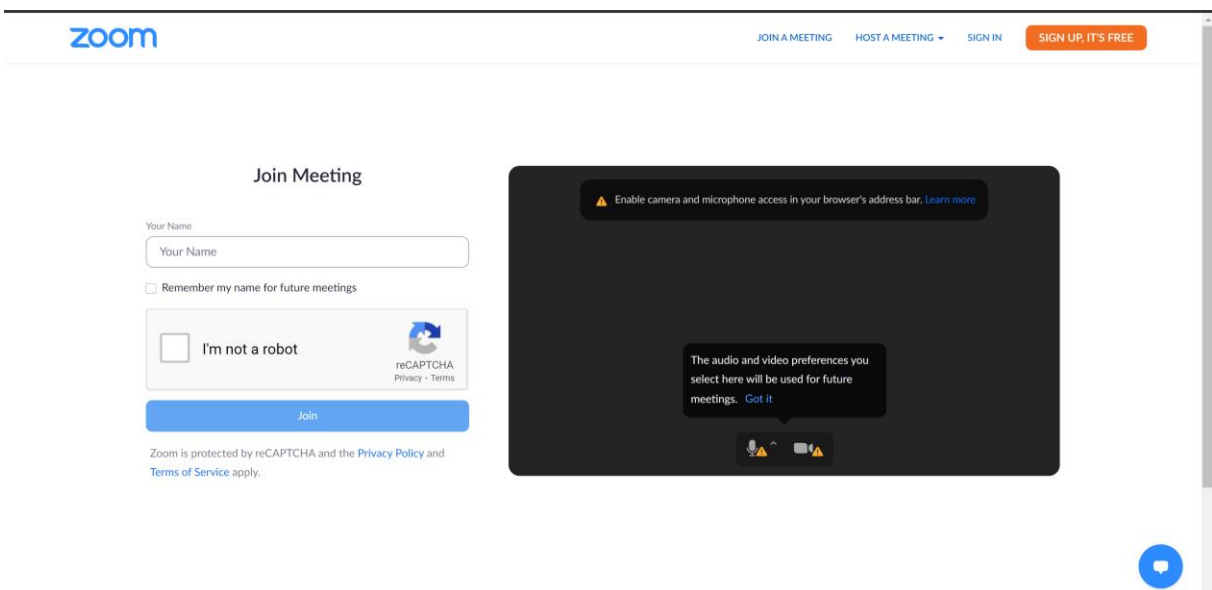 zoom
JOIN A MEETING
HOST A MEETING
SIGN IN
SIGN UP, IT'S FREE
Join Meeting
Your Name
Your Name
Remember my name for future meetings
I'm not a robot
reCAPTCHA
Privacy - Terms
Join
Zoom is protected by reCAPTCHA and the Privacy Policy and
Terms of Service apply.
Enable camera and microphone access in your browser's address bar. Learn more
The audio and video preferences you
select here will be used for future
meetings. Got it